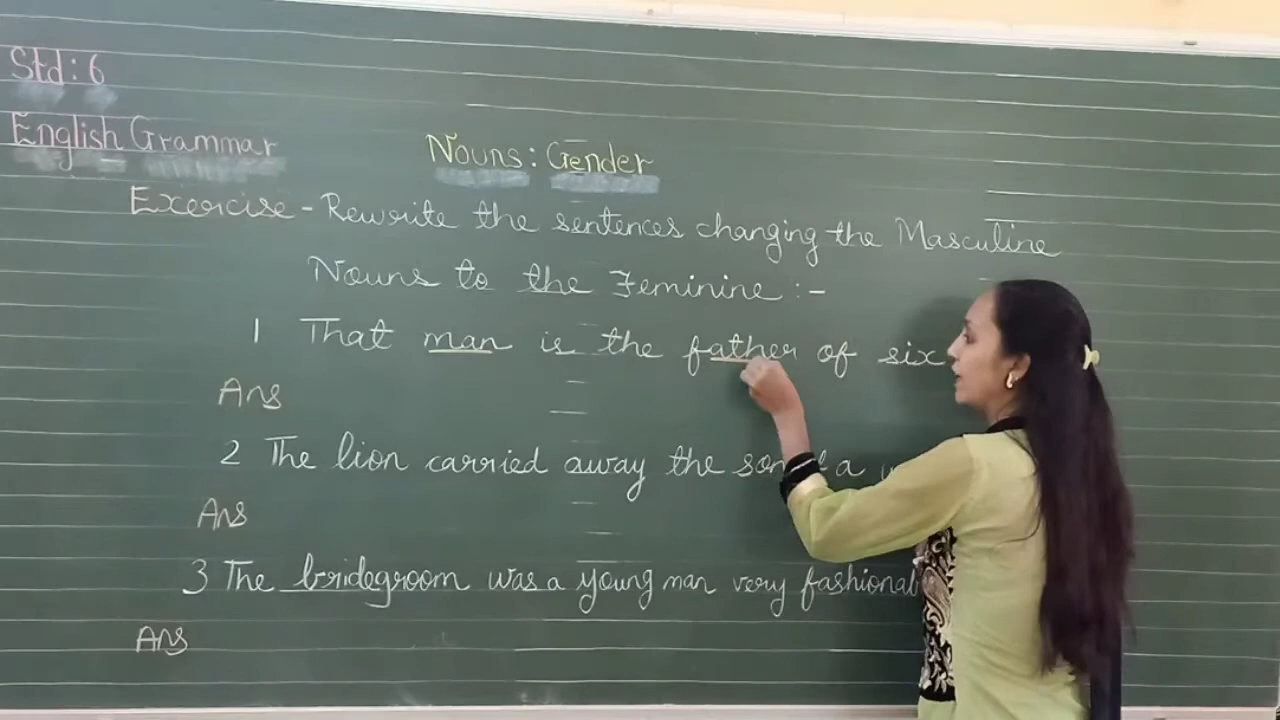 Std: 6
English Grammar
Nouns: Gender
Exercise - Rewrite the sentences changing the Masculine
Nouns to the Feminine :-
1 That man is the father of six
Ans
2 The lion carried away the son a
Ans
3 The bridegroom was a young man very
Ans